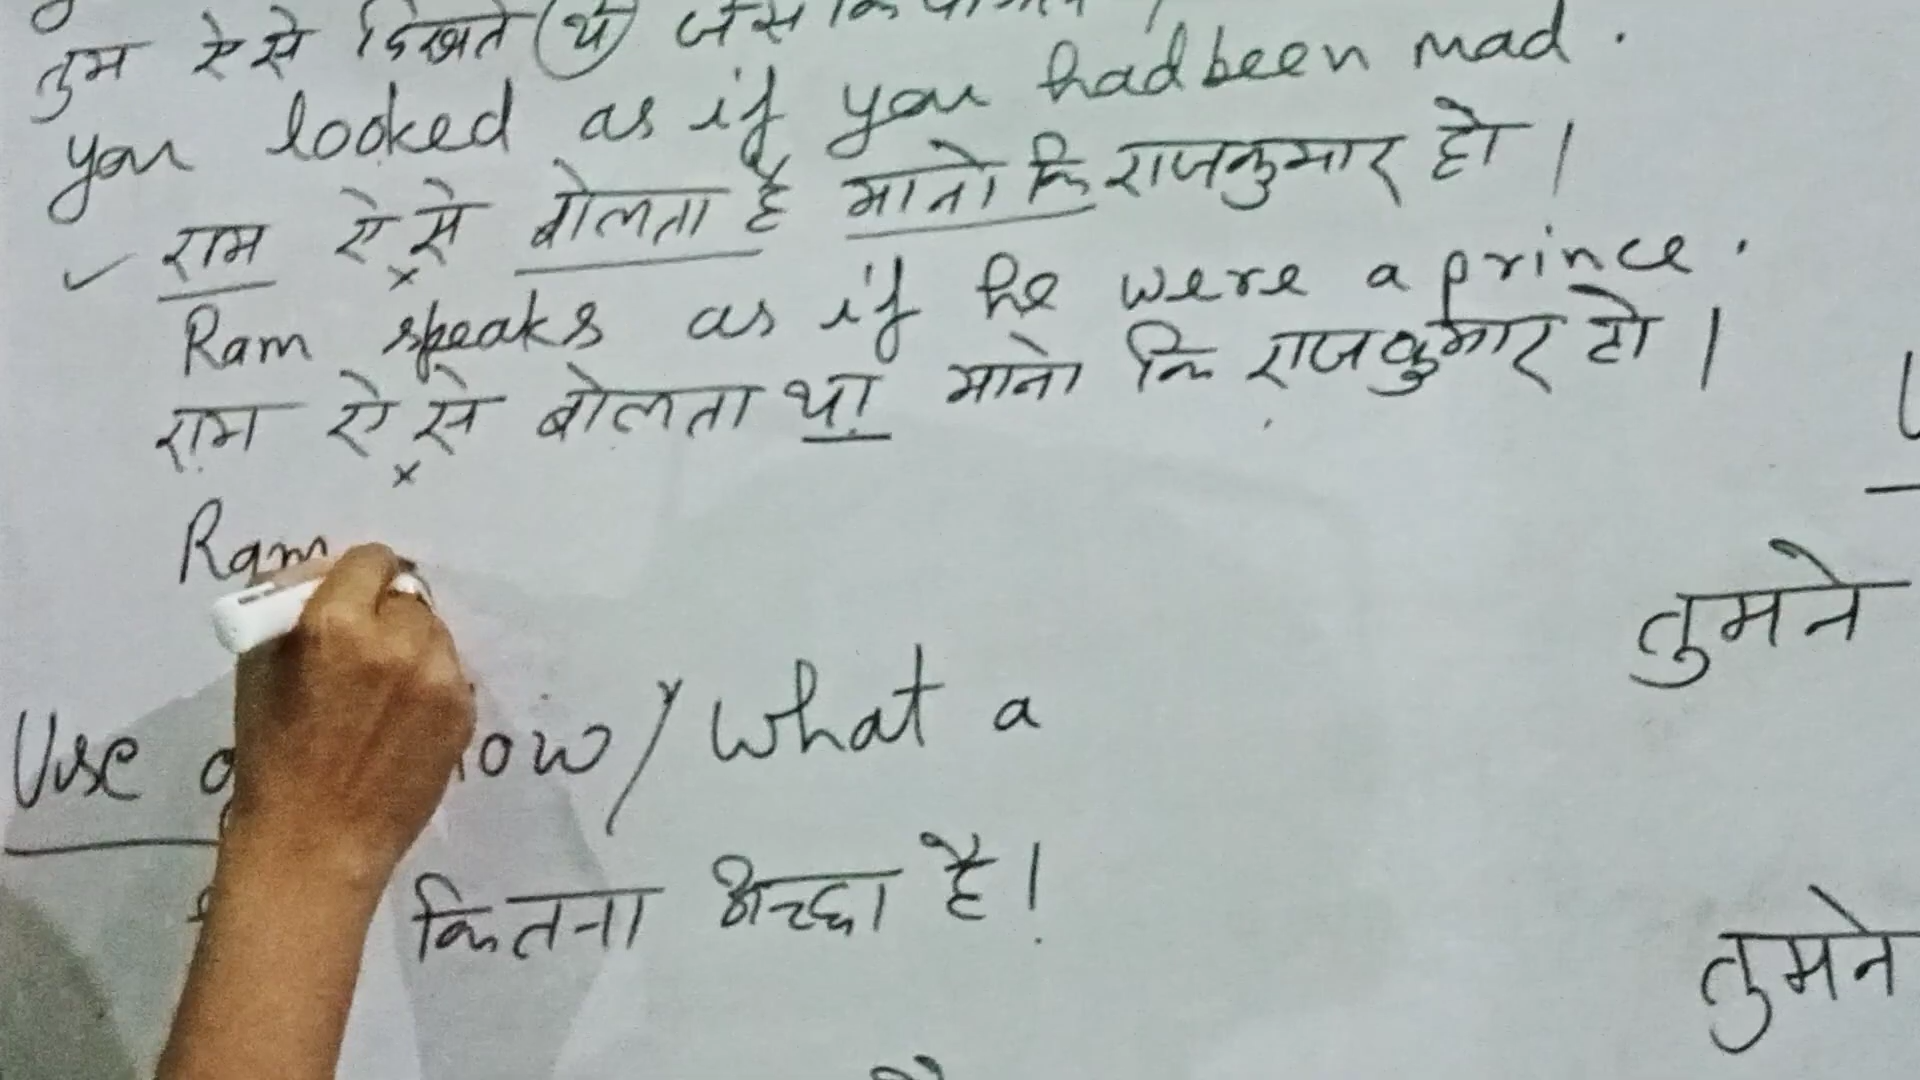 तुम ऐसे दिखते थे
you looked as if you had been mad.
राम ऐसे बोलता है मानो कि राजकुमार हो।
Ram speaks as if he were a prince.
राम ऐसे बोलता था मानो कि राजकुमार हो।
Ram
तुमने
Use / What a
कितना अच्छा है।
तुमने